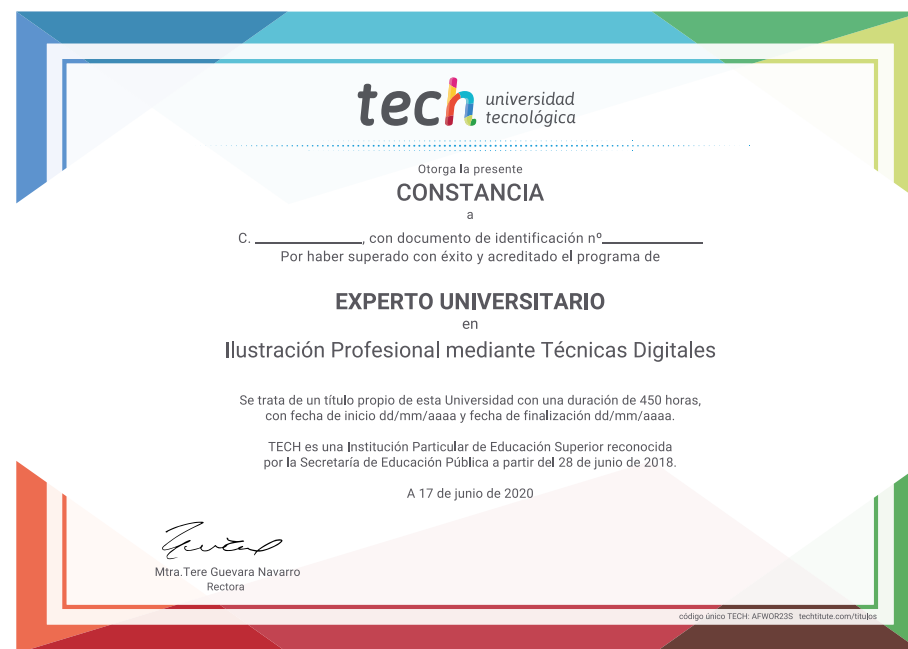 tech universidad
tecnológica
Otorga la presente
CONSTANCIA
a
C. ____________, con documento de identificación nº____________
Por haber superado con éxito y acreditado el programa de
EXPERTO UNIVERSITARIO
en
Ilustración Profesional mediante Técnicas Digitales
Se trata de un título propio de esta Universidad con una duración de 450 horas,
con fecha de inicio dd/mm/aaaa y fecha de finalización dd/mm/aaaa.
TECH es una Institución Particular de Educación Superior reconocida
por la Secretaría de Educación Pública a partir del 28 de junio de 2018.
A 17 de junio de 2020
Mtra.Tere Guevara Navarro
Rectora
código único TECH: AFWOR23S techtitute.com/titulos